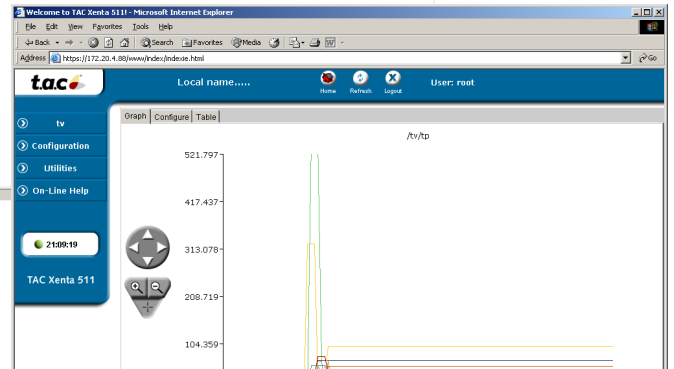 Welcome to TAC Xenta 511! - Microsoft Internet Explorer
File Edit View Favorites Tools Help
Back Search Favorites Media
Address https://172.20.4.88/www/index/indexie.html Go
t.a.c Local name..... Home Refresh Logout User: root
Graph Configure Table
tv
/tv/tp
Configuration
521.797
Utilities
On-Line Help
417.437
21:09:19
313.078
TAC Xenta 511
208.719
104.359